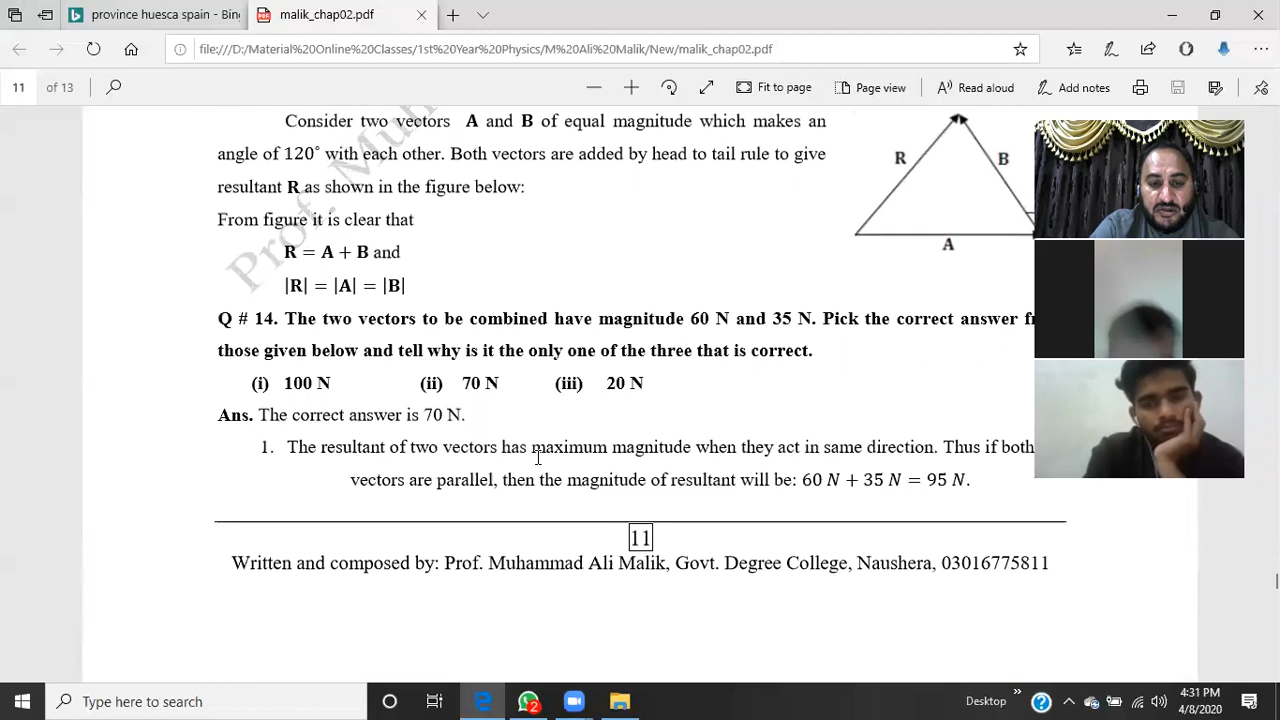 province huesca spain - Bing
malik_chap02.pdf
file:///D:/Material%20Online%20Classes/1st%20Year%20Physics/M%20Ali%20Malik/New/malik_chap02.pdf
11 of 13
Fit to page
Page view
Read aloud
Add notes
Prof. Muh
Consider two vectors A and B of equal magnitude which makes an
angle of 120° with each other. Both vectors are added by head to tail rule to give
resultant R as shown in the figure below:
From figure it is clear that
R = A + B and
|R| = |A| = |B|
R
B
A
Q # 14. The two vectors to be combined have magnitude 60 N and 35 N. Pick the correct answer fr
those given below and tell why is it the only one of the three that is correct.
(i) 100 N (ii) 70 N (iii) 20 N
Ans. The correct answer is 70 N.
1. The resultant of two vectors has maximum magnitude when they act in same direction. Thus if both
vectors are parallel, then the magnitude of resultant will be: 60 N + 35 N = 95 N.
11
Written and composed by: Prof. Muhammad Ali Malik, Govt. Degree College, Naushera, 03016775811
Type here to search
2
Desktop
4:31 PM
4/8/2020